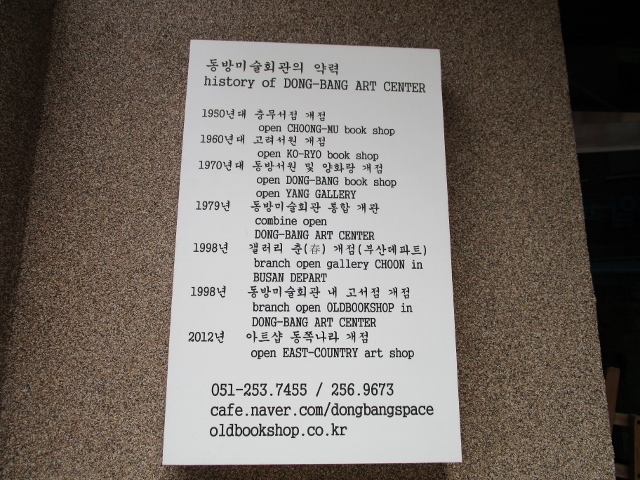 동방미술회관의 약력
history of DONG-BANG ART CENTER
1950년대 충무서점 개점
open CHOONG-MU book shop
1960년대 고려서원 개점
open KO-RYO book shop
1970년대 동방서원 및 양화랑 개점
open DONG-BANG book shop
open YANG GALLERY
1979년 동방미술회관 통합 개관
combine open
DONG-BANG ART CENTER
1998년 갤러리 춘(春) 개점(부산데파트)
branch open gallery CHOON in
BUSAN DEPART
1998년 동방미술회관 내 고서점 개점
branch open OLDBOOKSHOP in
DONG-BANG ART CENTER
2012년 아트샵 동쪽나라 개점
open EAST-COUNTRY art shop
051-253.7455 / 256.9673
cafe.naver.com/dongbangspace
oldbookshop.co.kr